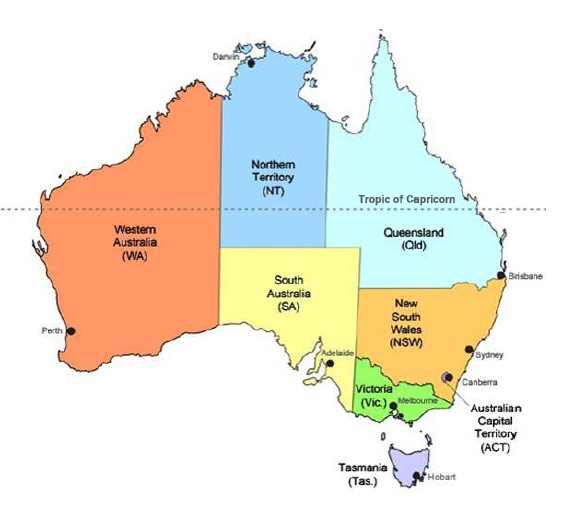 Darwin
Northern
Territory
(NT)
Tropic of Capricorn
Western
Australia
(WA)
Queensland
(Qld)
Brisbane
South
Australia
(SA)
New
South
Wales
(NSW)
Perth
Adelaide
Sydney
Canberra
Victoria
(Vic.)
Melbourne
Australian
Capital
Territory
(ACT)
Tasmania
(Tas.)
Hobart